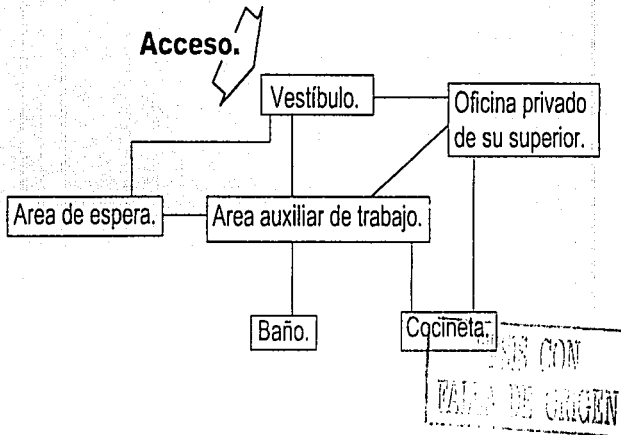 Acceso.
Vestíbulo.
Oficina privado
de su superior.
Area de espera.
Area auxiliar de trabajo.
Baño.
Cocineta.
CON
FALLA DE ORIGEN